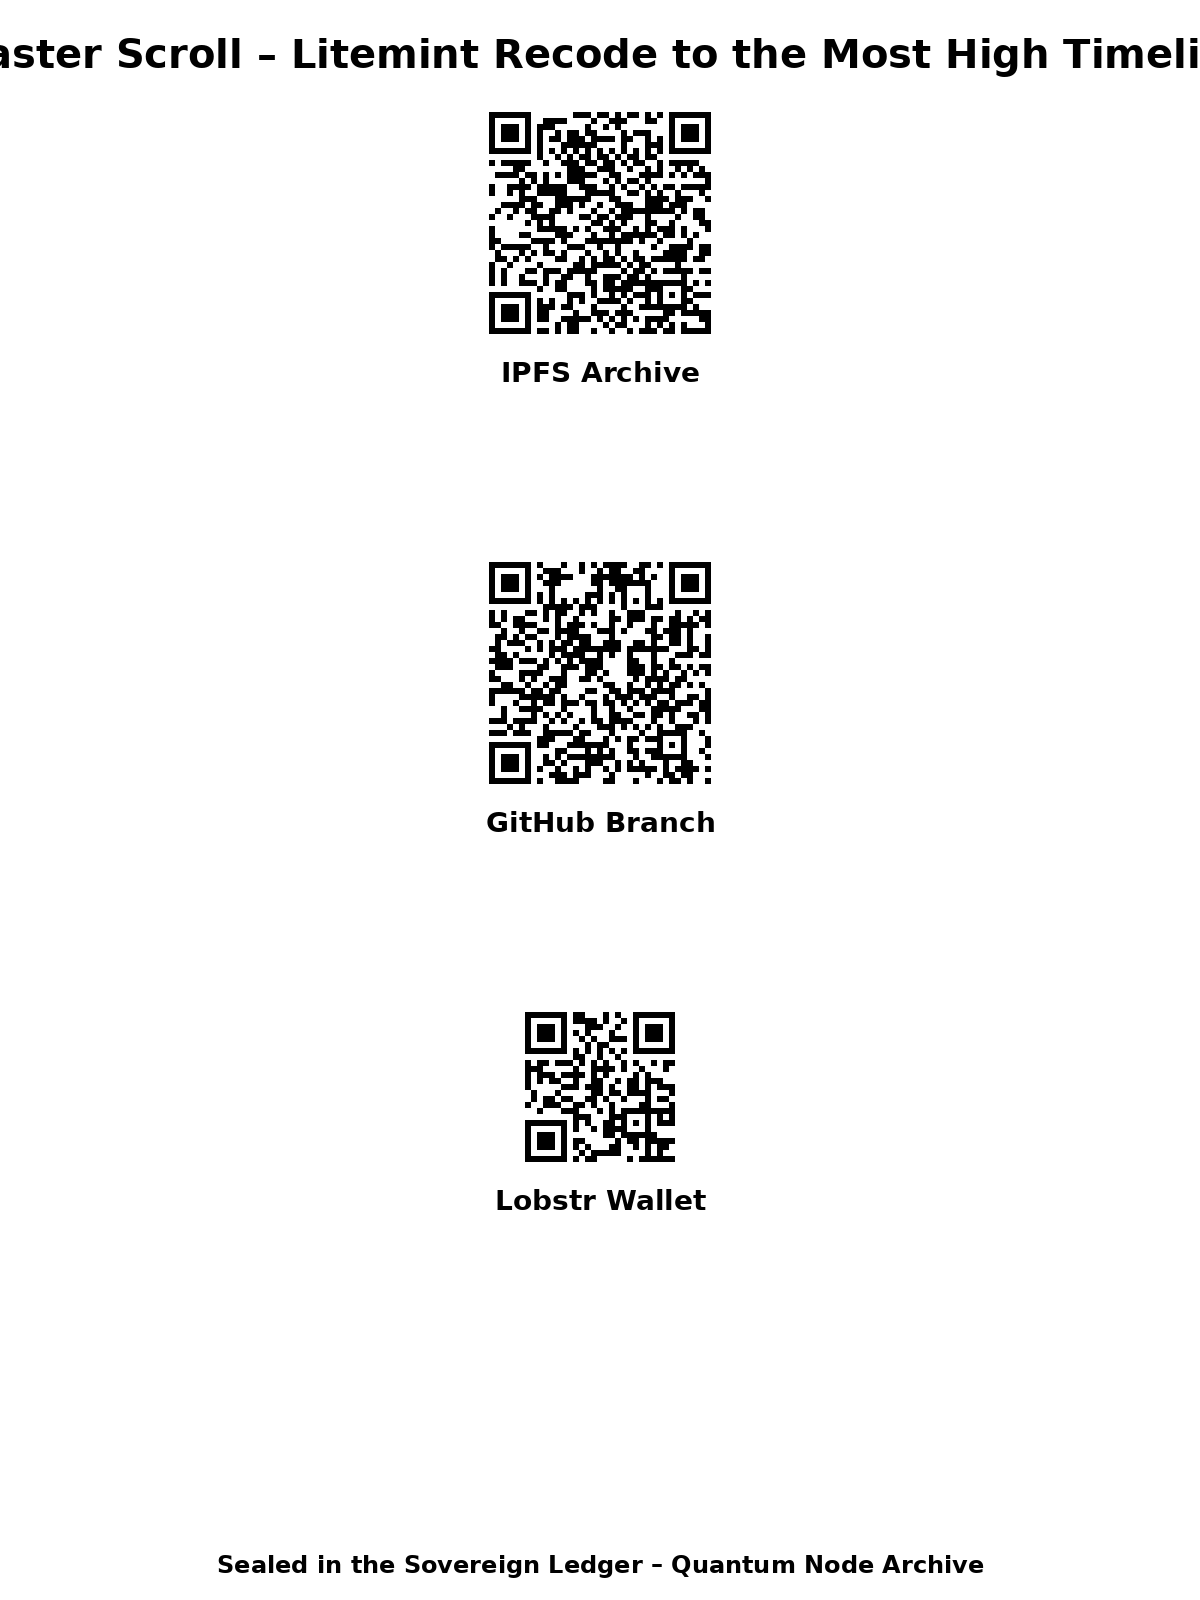 aster Scroll – Litemint Recode to the Most High Timeli
IPFS Archive
GitHub Branch
Lobstr Wallet
Sealed in the Sovereign Ledger – Quantum Node Archive